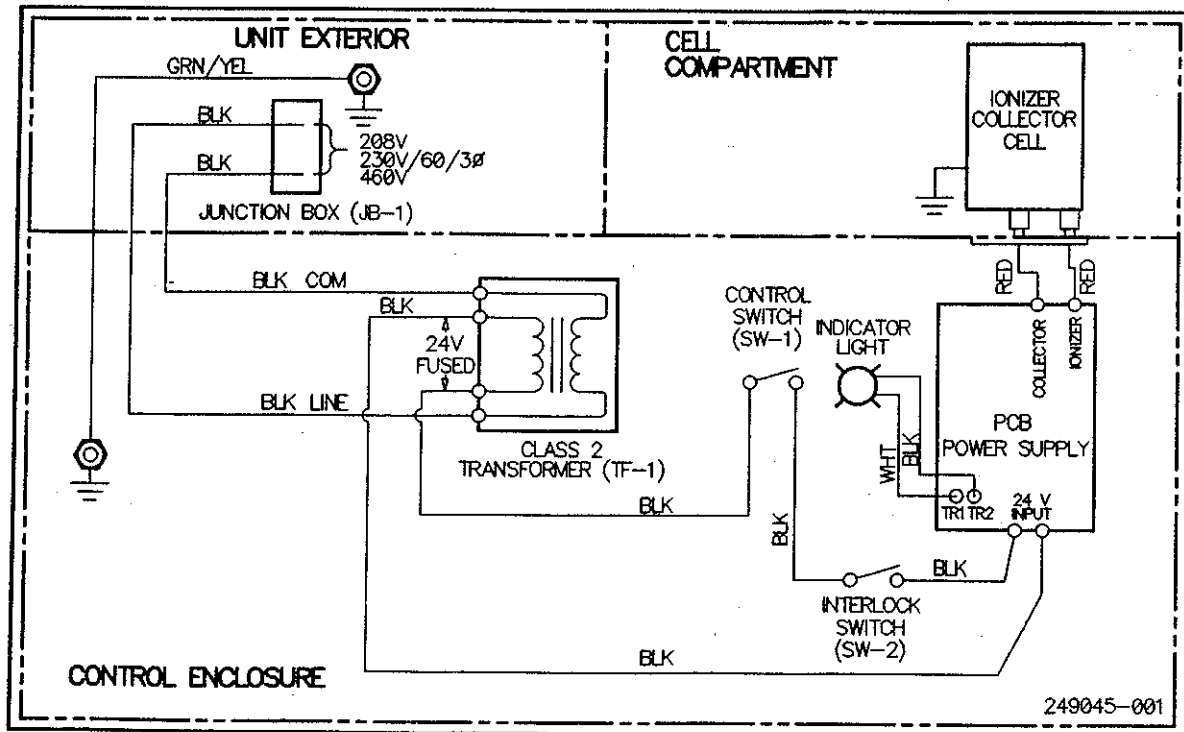 UNIT EXTERIOR
GRN/YEL
BLK
BLK
208V
230V/60/3Ø
460V
JUNCTION BOX (JB-1)
CELL
COMPARTMENT
IONIZER
COLLECTOR
CELL
RED
RED
BLK COM
BLK
24V
FUSED
BLK LINE
CLASS 2
TRANSFORMER (TF-1)
CONTROL
SWITCH
(SW-1)
INDICATOR
LIGHT
COLLECTOR
IONIZER
PCB
POWER SUPPLY
WHT
BLK
TR1 TR2
24 V
INPUT
BLK
BLK
BLK
INTERLOCK
SWITCH
(SW-2)
BLK
CONTROL ENCLOSURE
249045-001